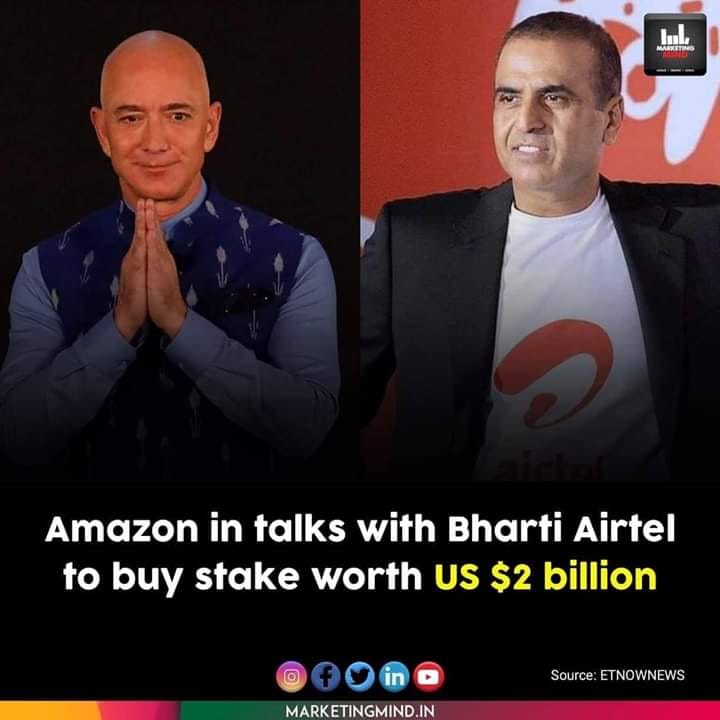 MARKETING
MIND
airtel
Amazon in talks with Bharti Airtel
to buy stake worth US $2 billion
Source: ETNOWNEWS
MARKETINGMIND.IN